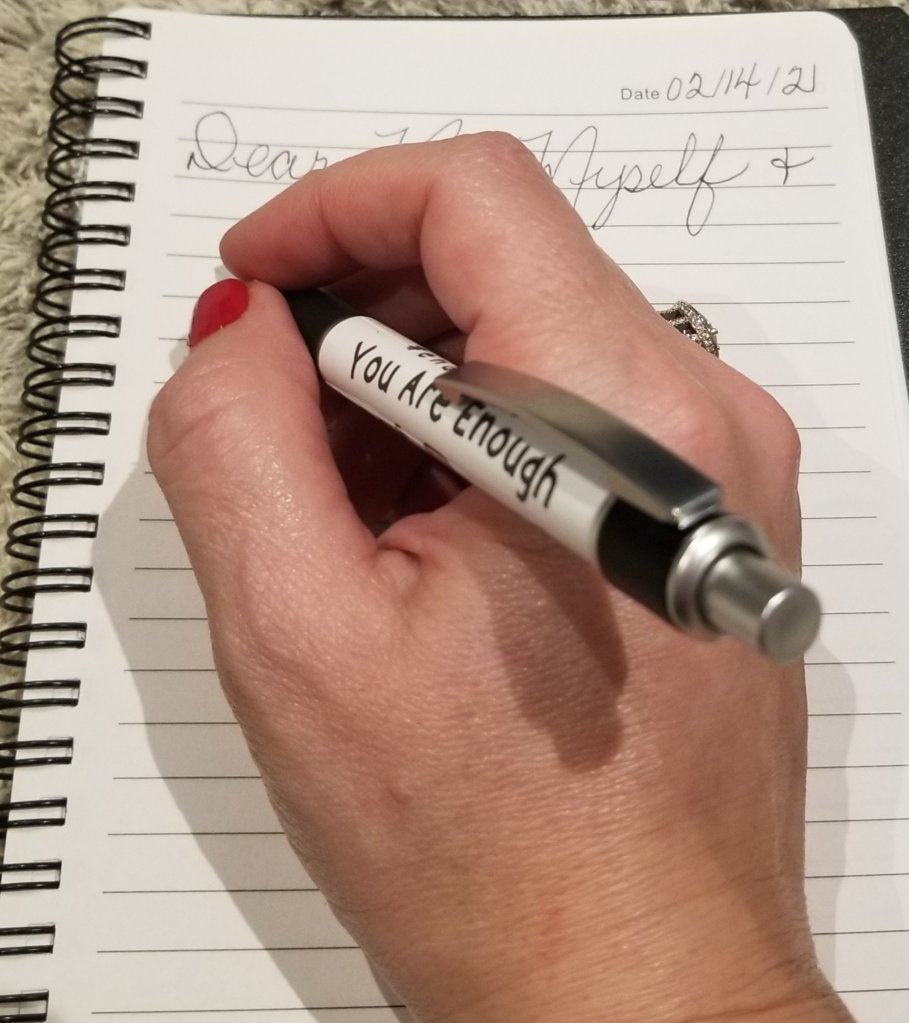 Date 02/14/21
Dear Myself +
You Are Enough